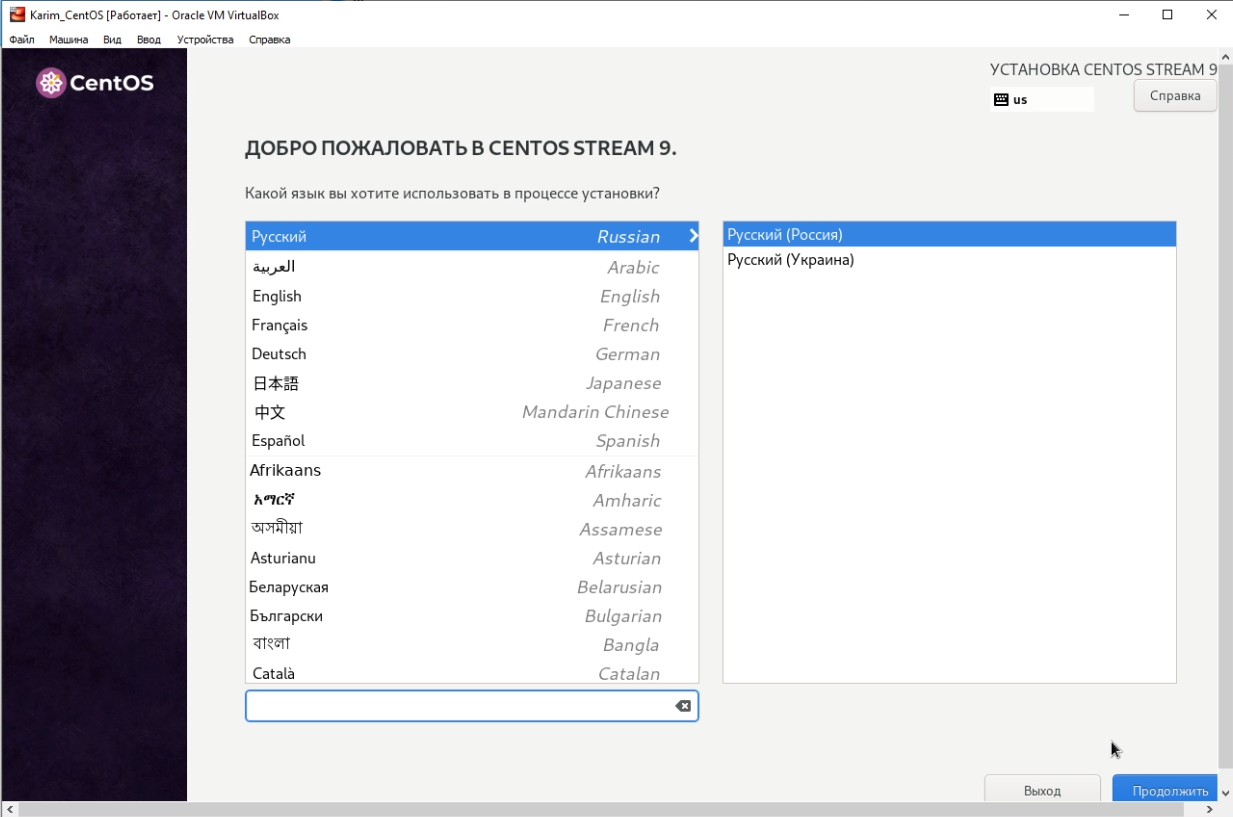 Karim_CentOS [Работает] - Oracle VM VirtualBox
Файл Машина Вид Ввод Устройства Справка
CentOS
УСТАНОВКА CENTOS STREAM 9
us
Справка
ДОБРО ПОЖАЛОВАТЬ В CENTOS STREAM 9.
Какой язык вы хотите использовать в процессе установки?
Русский Russian
العربية Arabic
English English
Français French
Deutsch German
日本語 Japanese
中文 Mandarin Chinese
Español Spanish
Afrikaans Afrikaans
አማርኛ Amharic
অসমীয়া Assamese
Asturianu Asturian
Беларуская Belarusian
Български Bulgarian
বাংলা Bangla
Català Catalan
Русский (Россия)
Русский (Украина)
Выход
Продолжить